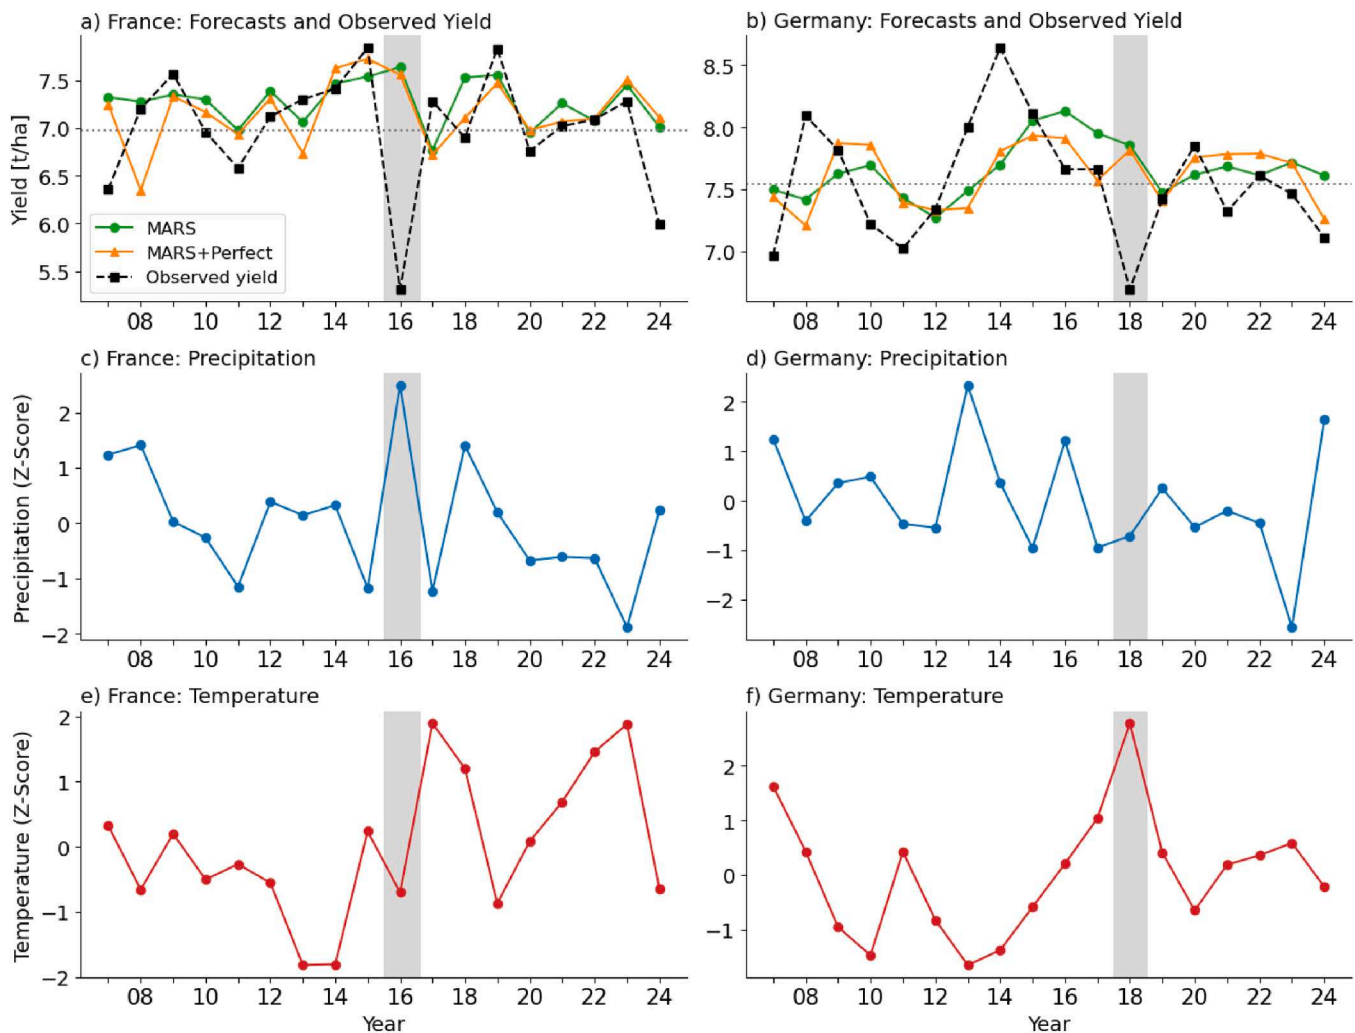 a) France: Forecasts and Observed Yield
Yield [t/ha]
7.5
7.0
6.5
6.0
5.5
MARS
MARS+Perfect
Observed yield
08 10 12 14 16 18 20 22 24
b) Germany: Forecasts and Observed Yield
8.5
8.0
7.5
7.0
08 10 12 14 16 18 20 22 24
c) France: Precipitation
Precipitation (Z-Score)
2
1
0
−1
−2
08 10 12 14 16 18 20 22 24
d) Germany: Precipitation
2
1
0
−1
−2
08 10 12 14 16 18 20 22 24
e) France: Temperature
Temperature (Z-Score)
2
1
0
−1
−2
08 10 12 14 16 18 20 22 24
Year
f) Germany: Temperature
2
1
0
−1
08 10 12 14 16 18 20 22 24
Year